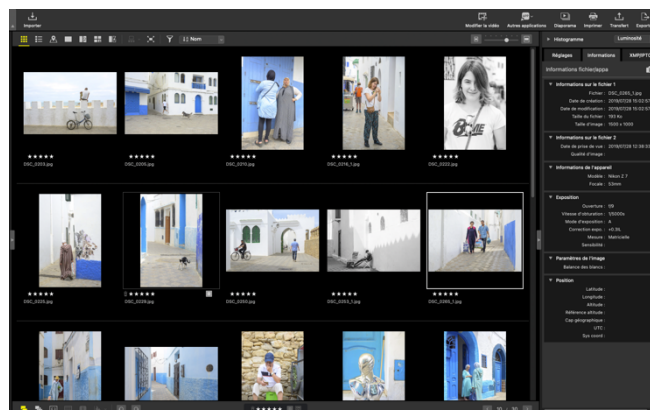 Importer
Modifier la vidéo
Autres applications
Diaporama
Imprimer
Transfert
Export
Nom
Histogramme
Luminosité
Réglages
Informations
XMP/IPTC
Informations fichier/appa
Informations sur le fichier 1
Fichier : DSC_0265_1.jpg
Date de création : 2019/07/28 15:02:57
Date de modification : 2019/07/28 15:02:57
Taille du fichier : 193 Ko
Taille d'image : 1500 x 1000
Informations sur le fichier 2
Date de prise de vue : 2019/07/28 12:38:53
Qualité d'image :
Informations de l'appareil
Modèle : Nikon Z 7
Focale : 53mm
Exposition
Ouverture : f/8
Vitesse d'obturation : 1/5000s
Mode d'exposition : A
Correction expo. : +0.3IL
Mesure : Matricielle
Sensibilité :
Paramètres de l'image
Balance des blancs :
Position
Latitude :
Longitude :
Altitude :
Référence altitude :
Cap géographique :
UTC :
Sys coord :
DSC_0203.jpg
DSC_0205.jpg
DSC_0210.jpg
DSC_0216_1.jpg
DSC_0222.jpg
DSC_0225.jpg
DSC_0229.jpg
DSC_0250.jpg
DSC_0253_1.jpg
DSC_0265_1.jpg